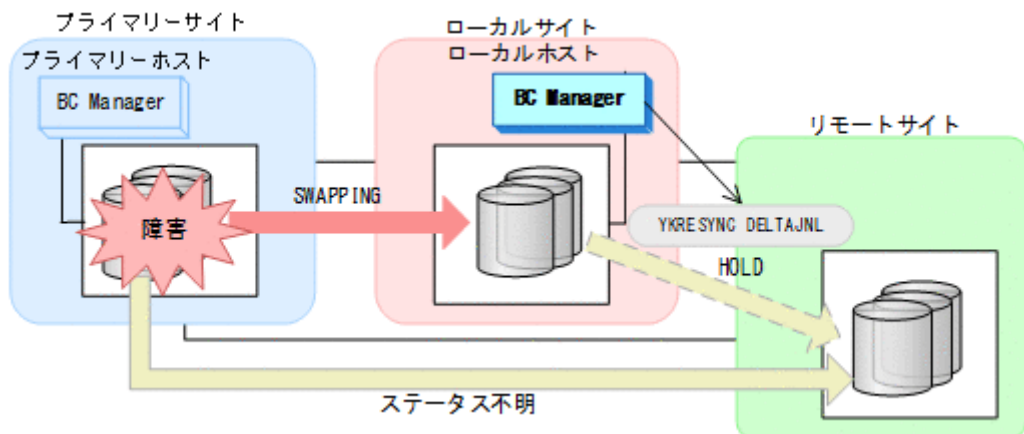 プライマリーサイト
プライマリーホスト
BC Manager
ローカルサイト
ローカルホスト
BC Manager
リモートサイト
障害
SWAPPING
YKRESYNC DELTAJNL
HOLD
ステータス不明